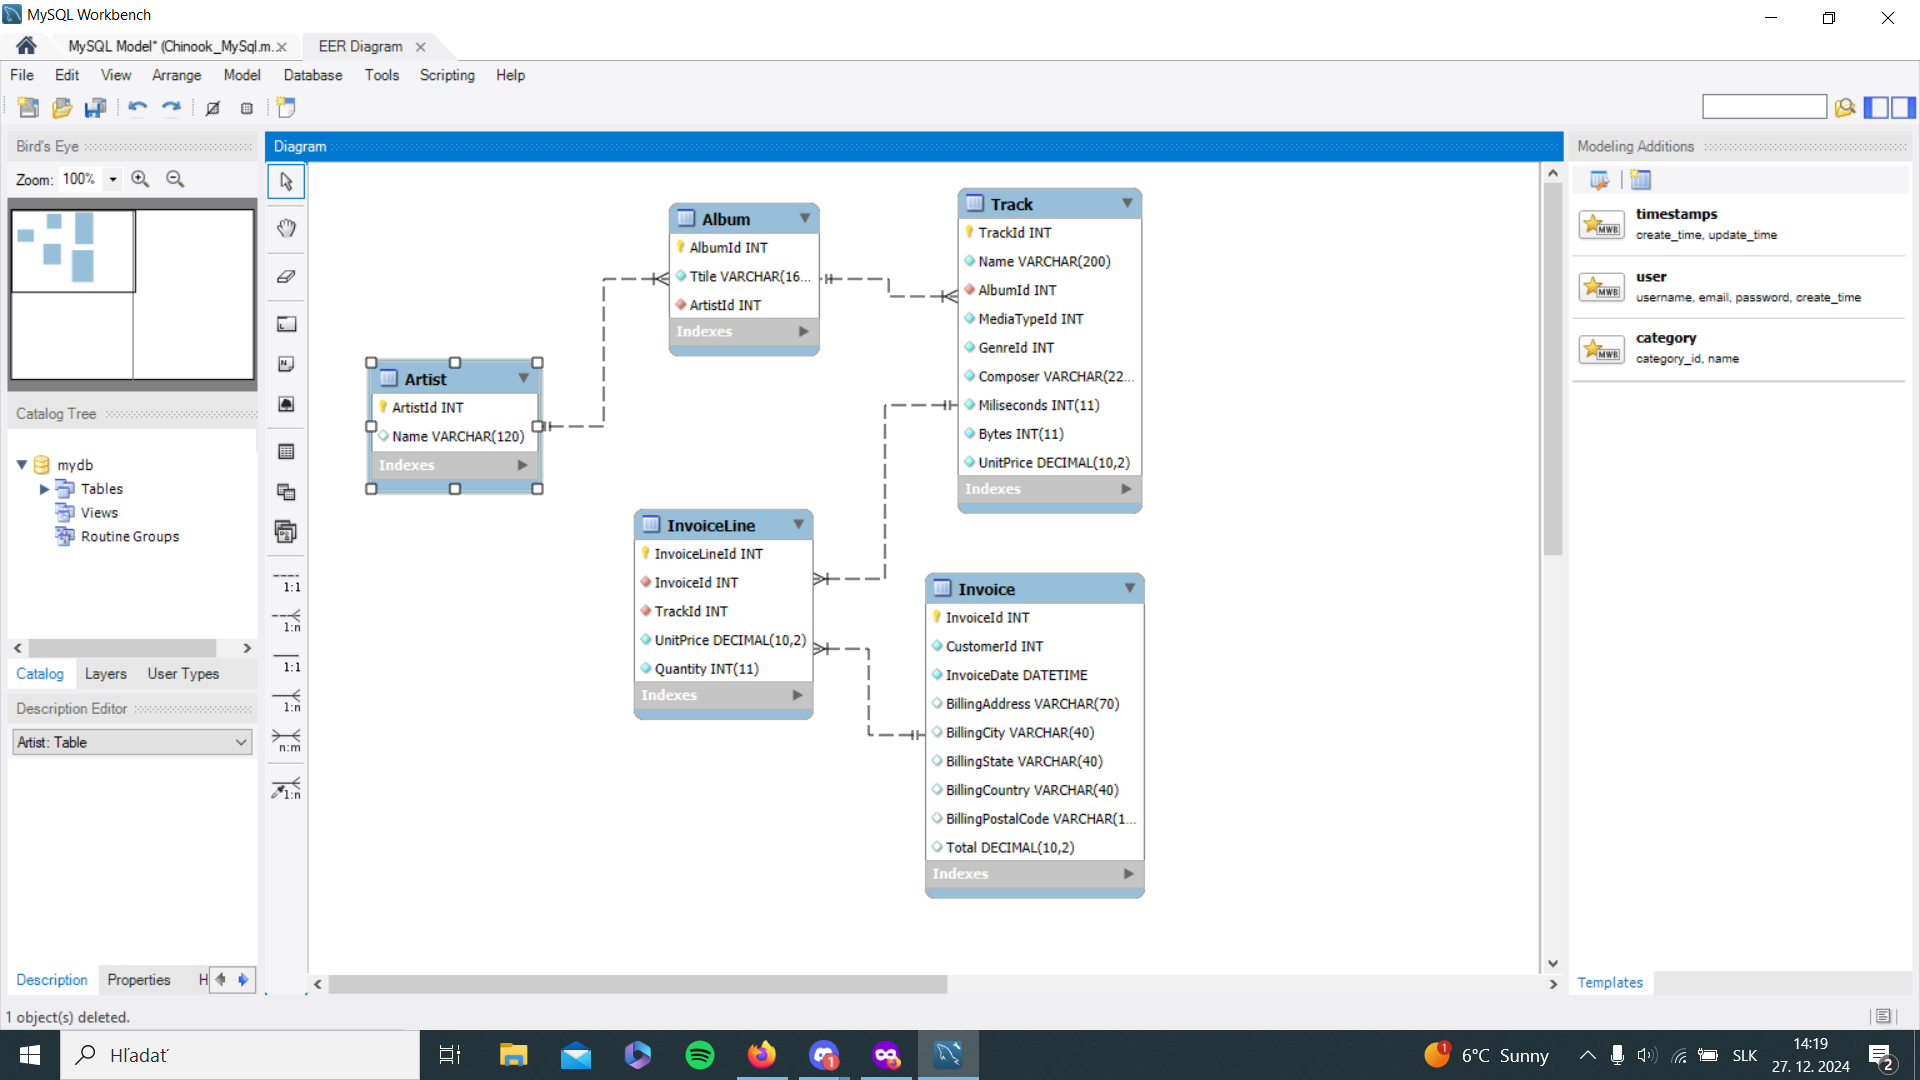 MySQL Workbench
MySQL Model* (Chinook_MySql.m...
EER Diagram
File Edit View Arrange Model Database Tools Scripting Help
Bird's Eye
Zoom: 100%
Catalog Tree
mydb
Tables
Views
Routine Groups
Catalog Layers User Types
Description Editor
Artist: Table
Description Properties H
1 object(s) deleted.
Diagram
1:1
1:n
1:1
1:n
n:m
1:n
Artist
ArtistId INT
Name VARCHAR(120)
Indexes
Album
AlbumId INT
Ttile VARCHAR(16...
ArtistId INT
Indexes
Track
TrackId INT
Name VARCHAR(200)
AlbumId INT
MediaTypeId INT
GenreId INT
Composer VARCHAR(22...
Miliseconds INT(11)
Bytes INT(11)
UnitPrice DECIMAL(10,2)
Indexes
InvoiceLine
InvoiceLineId INT
InvoiceId INT
TrackId INT
UnitPrice DECIMAL(10,2)
Quantity INT(11)
Indexes
Invoice
InvoiceId INT
CustomerId INT
InvoiceDate DATETIME
BillingAddress VARCHAR(70)
BillingCity VARCHAR(40)
BillingState VARCHAR(40)
BillingCountry VARCHAR(40)
BillingPostalCode VARCHAR(1...
Total DECIMAL(10,2)
Indexes
Modeling Additions
MWB
timestamps
create_time, update_time
MWB
user
username, email, password, create_time
MWB
category
category_id, name
Templates
Hľadať
1
1
6°C Sunny
SLK
14:19
27. 12. 2024
2